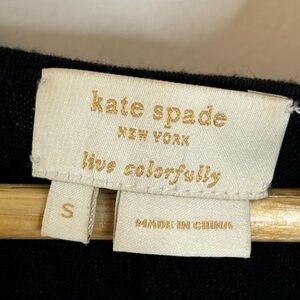 kate spade
NEW YORK
live colorfully
S
MADE IN CHINA